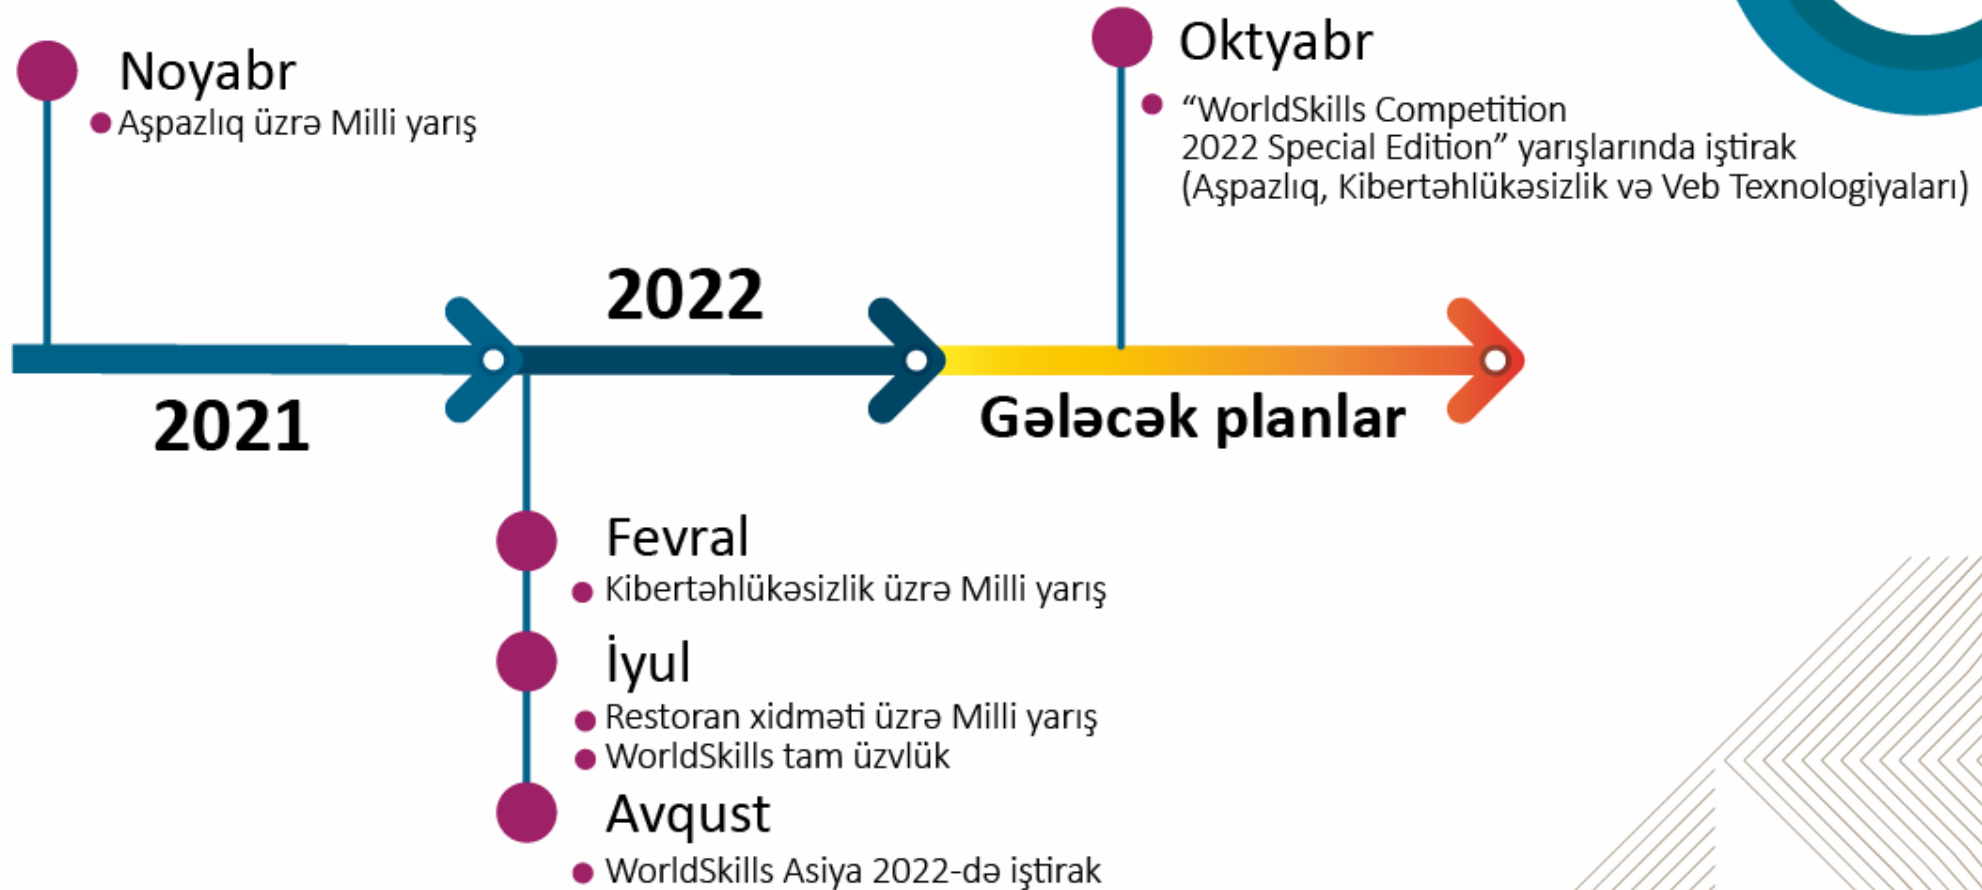 Noyabr
Aşpazlıq üzrə Milli yarış
2021
2022
Fevral
Kibertəhlükəsizlik üzrə Milli yarış
İyul
Restoran xidməti üzrə Milli yarış
WorldSkills tam üzvlük
Avqust
WorldSkills Asiya 2022-də iştirak
Oktyabr
“WorldSkills Competition
2022 Special Edition” yarışlarında iştirak
(Aşpazlıq, Kibertəhlükəsizlik və Veb Texnologiyaları)
Gələcək planlar